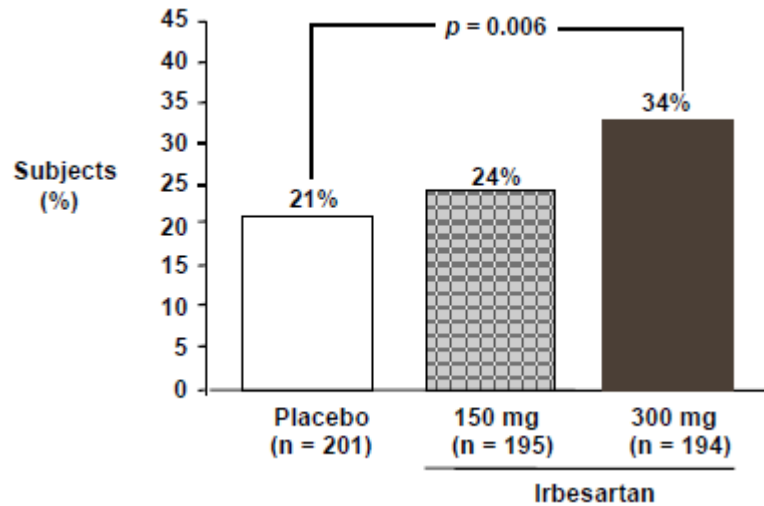 45
40
35
30
25
20
15
10
5
0
Subjects
(%)
p = 0.006
21%
24%
34%
Placebo
(n = 201)
150 mg
(n = 195)
300 mg
(n = 194)
Irbesartan